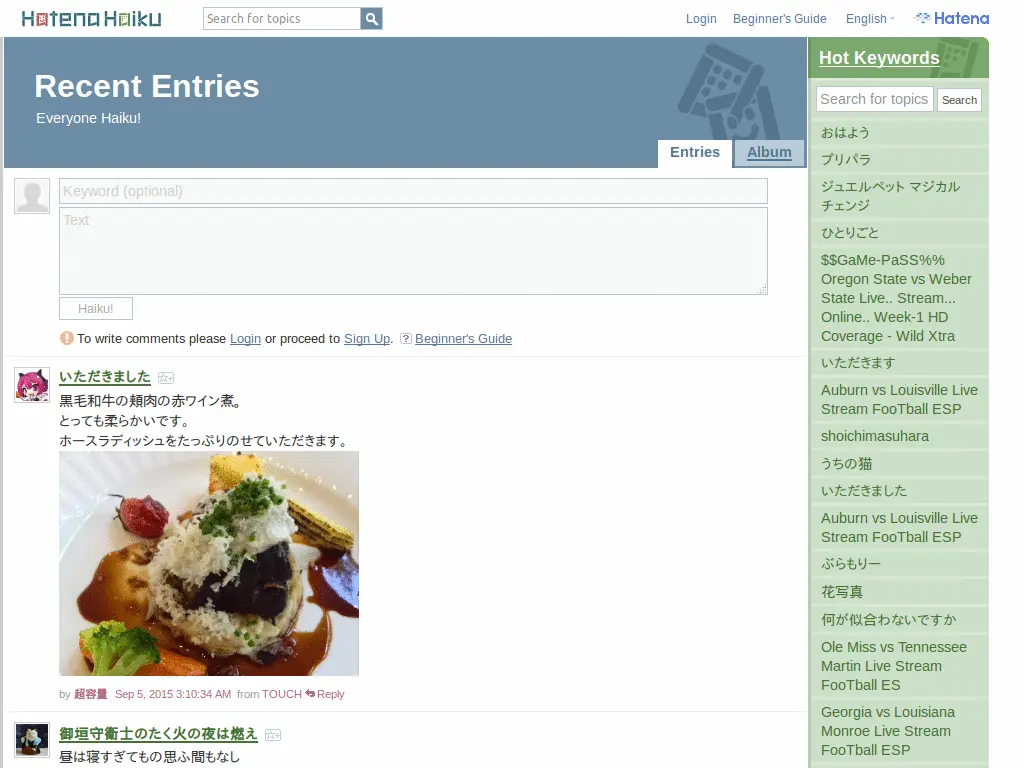 Hatena Haiku
Search for topics
Login
Beginner's Guide
English
Hatena
Recent Entries
Everyone Haiku!
Entries
Album
Keyword (optional)
Text
Haiku!
To write comments please Login or proceed to Sign Up. ? Beginner's Guide
いただきました
黒毛和牛の頬肉の赤ワイン煮。
とっても柔らかいです。
ホースラディッシュをたっぷりのせていただきます。
by 超容量 Sep 5, 2015 3:10:34 AM from TOUCH Reply
御垣守衛士のたく火の夜は燃え
昼は寝すぎてもの思ふ間もなし
Hot Keywords
Search for topics
Search
おはよう
プリパラ
ジュエルペット マジカル
チェンジ
ひとりごと
$$GaMe-PaSS%%
Oregon State vs Weber
State Live.. Stream...
Online.. Week-1 HD
Coverage - Wild Xtra
いただきます
Auburn vs Louisville Live
Stream FooTball ESP
shoichimasuhara
うちの猫
いただきました
Auburn vs Louisville Live
Stream FooTball ESP
ぶらもりー
花写真
何が似合わないですか
Ole Miss vs Tennessee
Martin Live Stream
FooTball ES
Georgia vs Louisiana
Monroe Live Stream
FooTball ESP